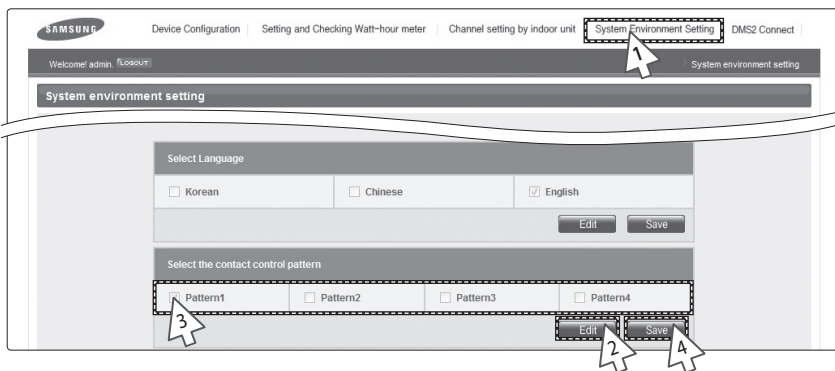 SAMSUNG Device Configuration Setting and Checking Watt-hour meter Channel setting by indoor unit System Environment Setting DMS2 Connect
1
Welcome! admin. LOGOUT > System environment setting
System environment setting
Select Language
Korean Chinese English
Edit Save
Select the contact control pattern
Pattern1 Pattern2 Pattern3 Pattern4
3
Edit Save
2 4